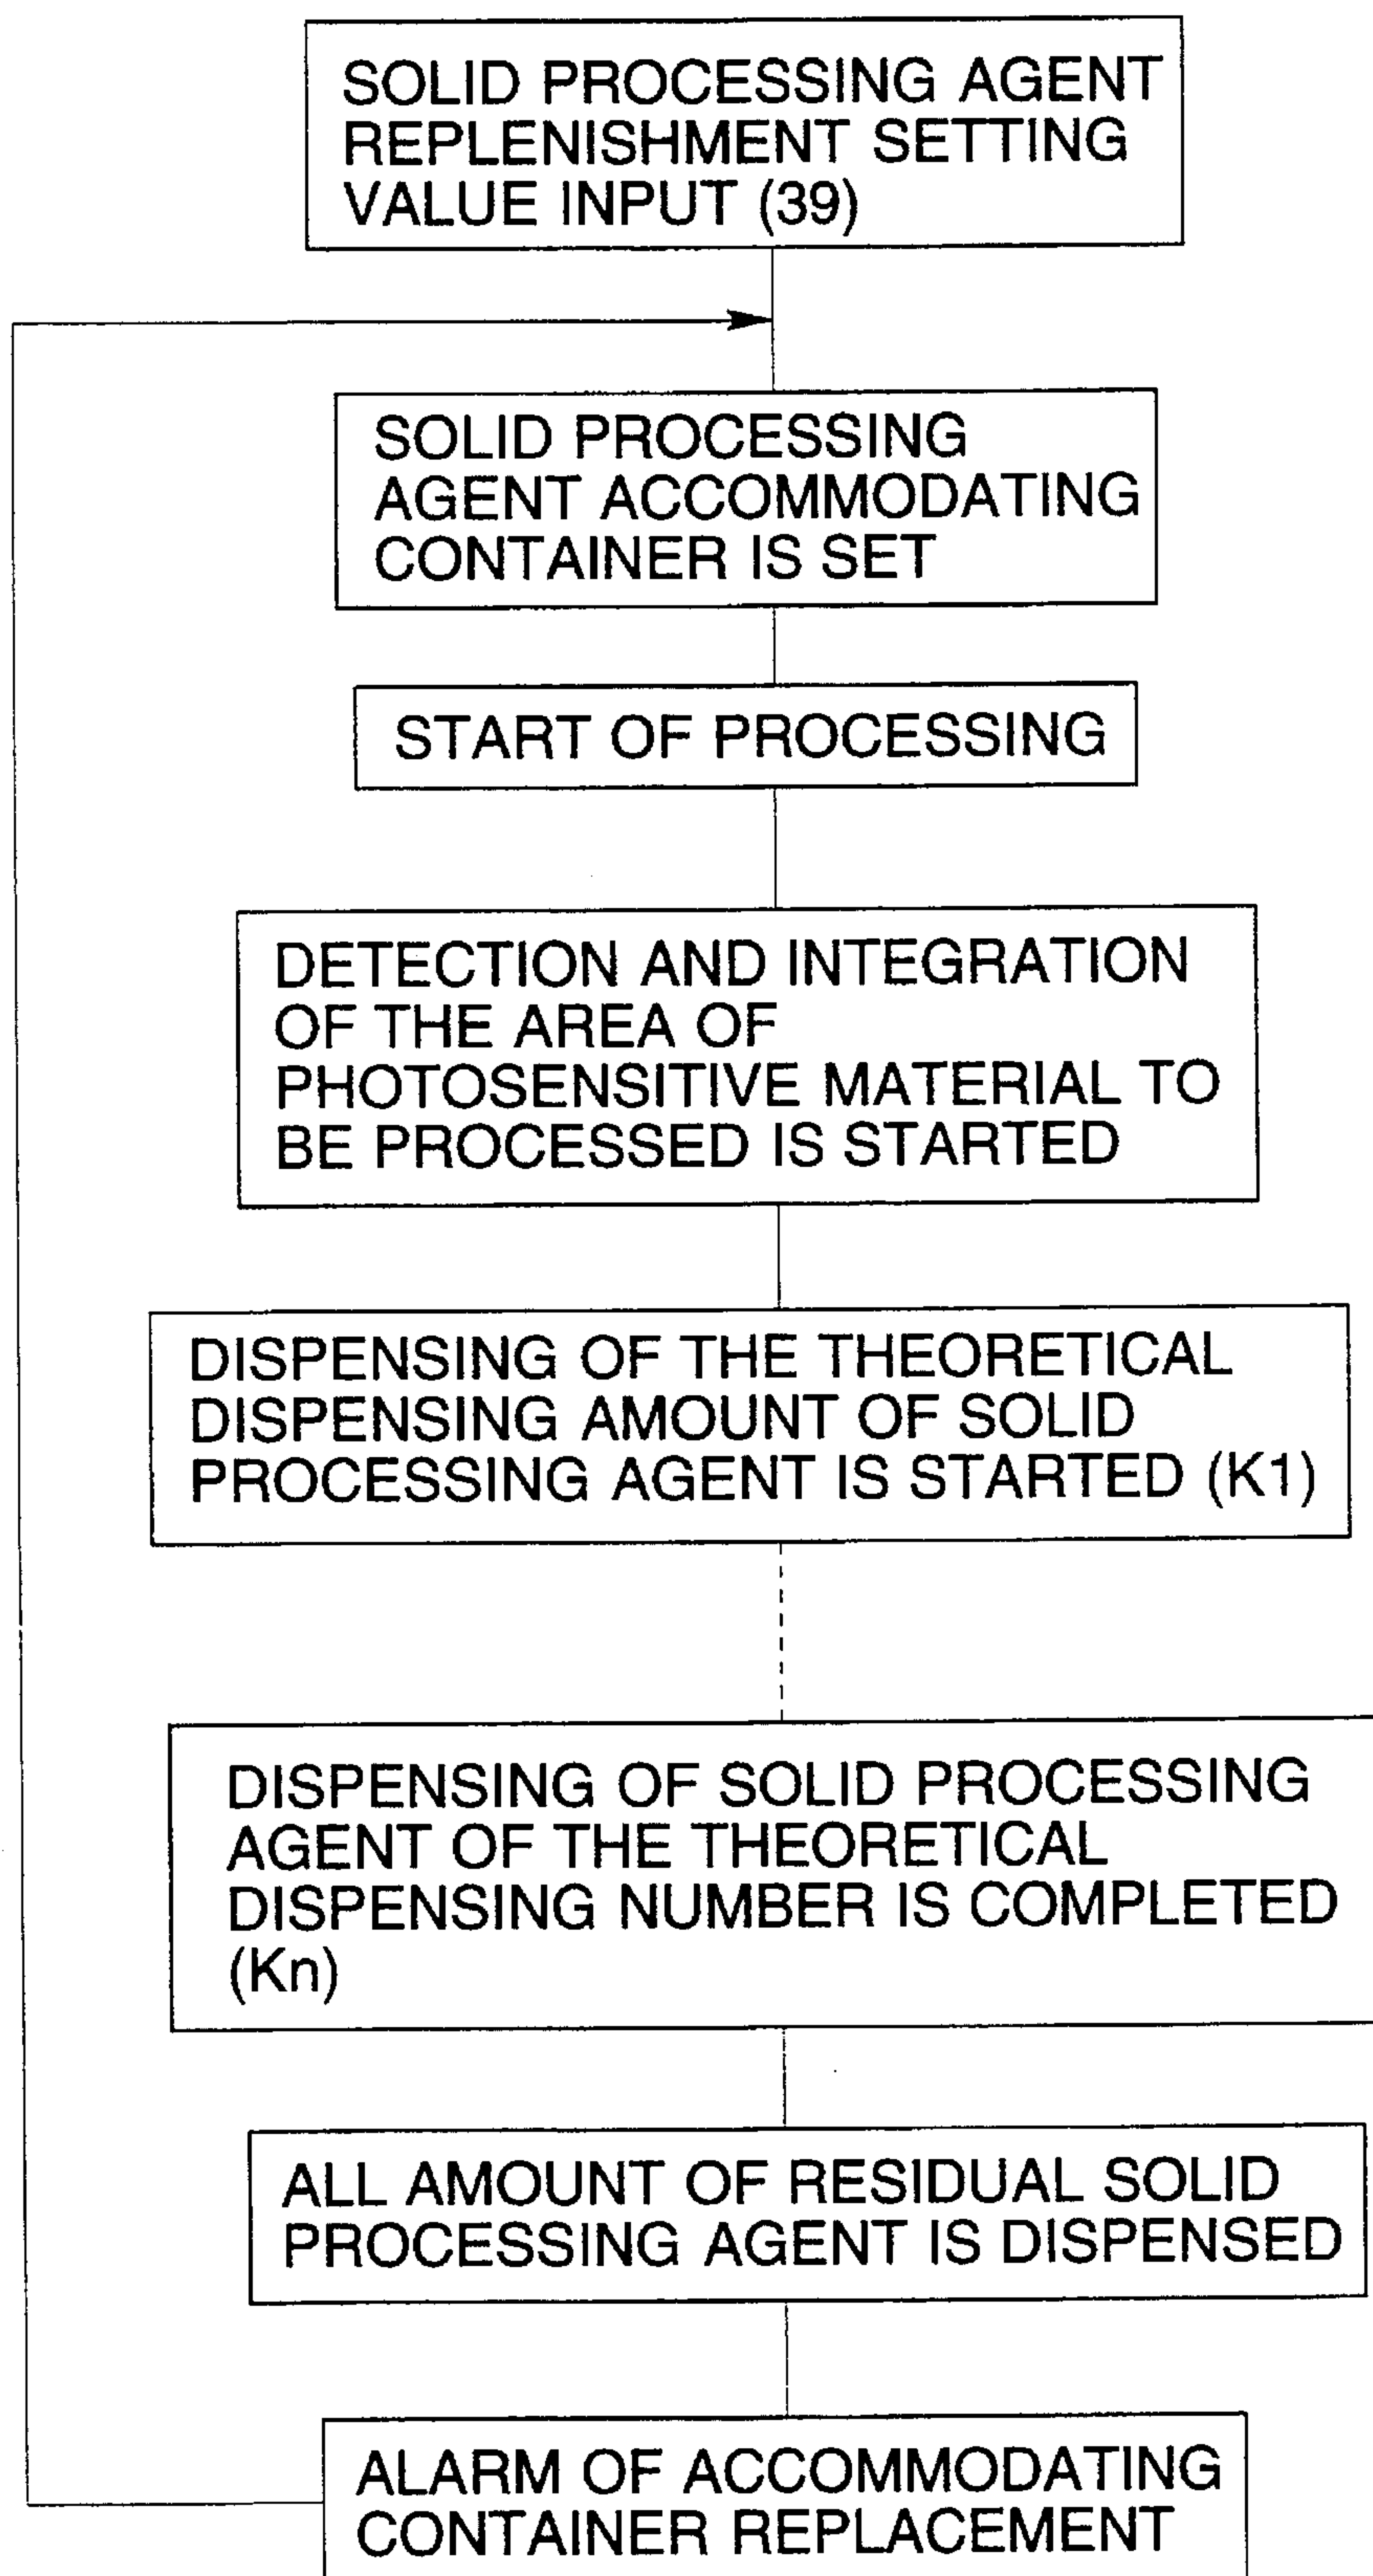 SOLID PROCESSING AGENT
REPLENISHMENT SETTING
VALUE INPUT (39)
SOLID PROCESSING
AGENT ACCOMMODATING
CONTAINER IS SET
START OF PROCESSING
DETECTION AND INTEGRATION
OF THE AREA OF
PHOTOSENSITIVE MATERIAL TO
BE PROCESSED IS STARTED
DISPENSING OF THE THEORETICAL
DISPENSING AMOUNT OF SOLID
PROCESSING AGENT IS STARTED (K1)
DISPENSING OF SOLID PROCESSING
AGENT OF THE THEORETICAL
DISPENSING NUMBER IS COMPLETED
(Kn)
ALL AMOUNT OF RESIDUAL SOLID
PROCESSING AGENT IS DISPENSED
ALARM OF ACCOMMODATING
CONTAINER REPLACEMENT